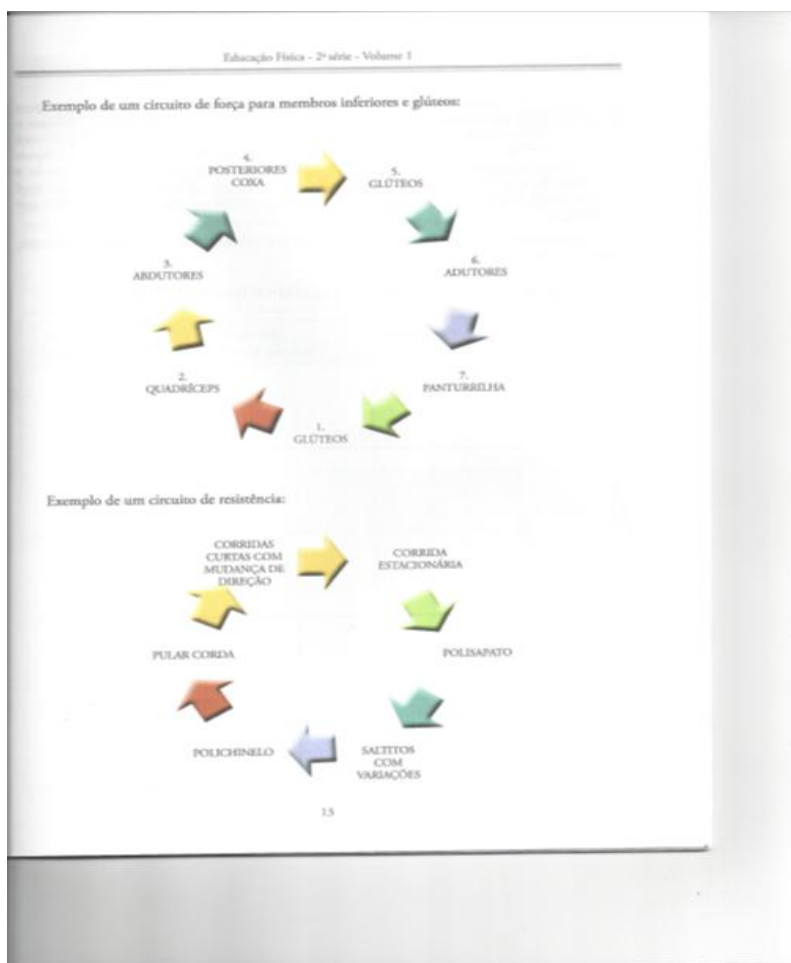 Educação Física - 2ª série - Volume 1
Exemplo de um circuito de força para membros inferiores e glúteos:
4.
POSTERIORES
COXA
5.
GLÚTEOS
3.
ABDUTORES
6.
ADUTORES
2.
QUADRÍCEPS
7.
PANTURRILHA
1.
GLÚTEOS
Exemplo de um circuito de resistência:
CORRIDAS
CURTAS COM
MUDANÇA DE
DIREÇÃO
CORRIDA
ESTACIONÁRIA
PULAR CORDA
POLISAPATO
POLICHINELO
SALTITOS
COM
VARIAÇÕES
13